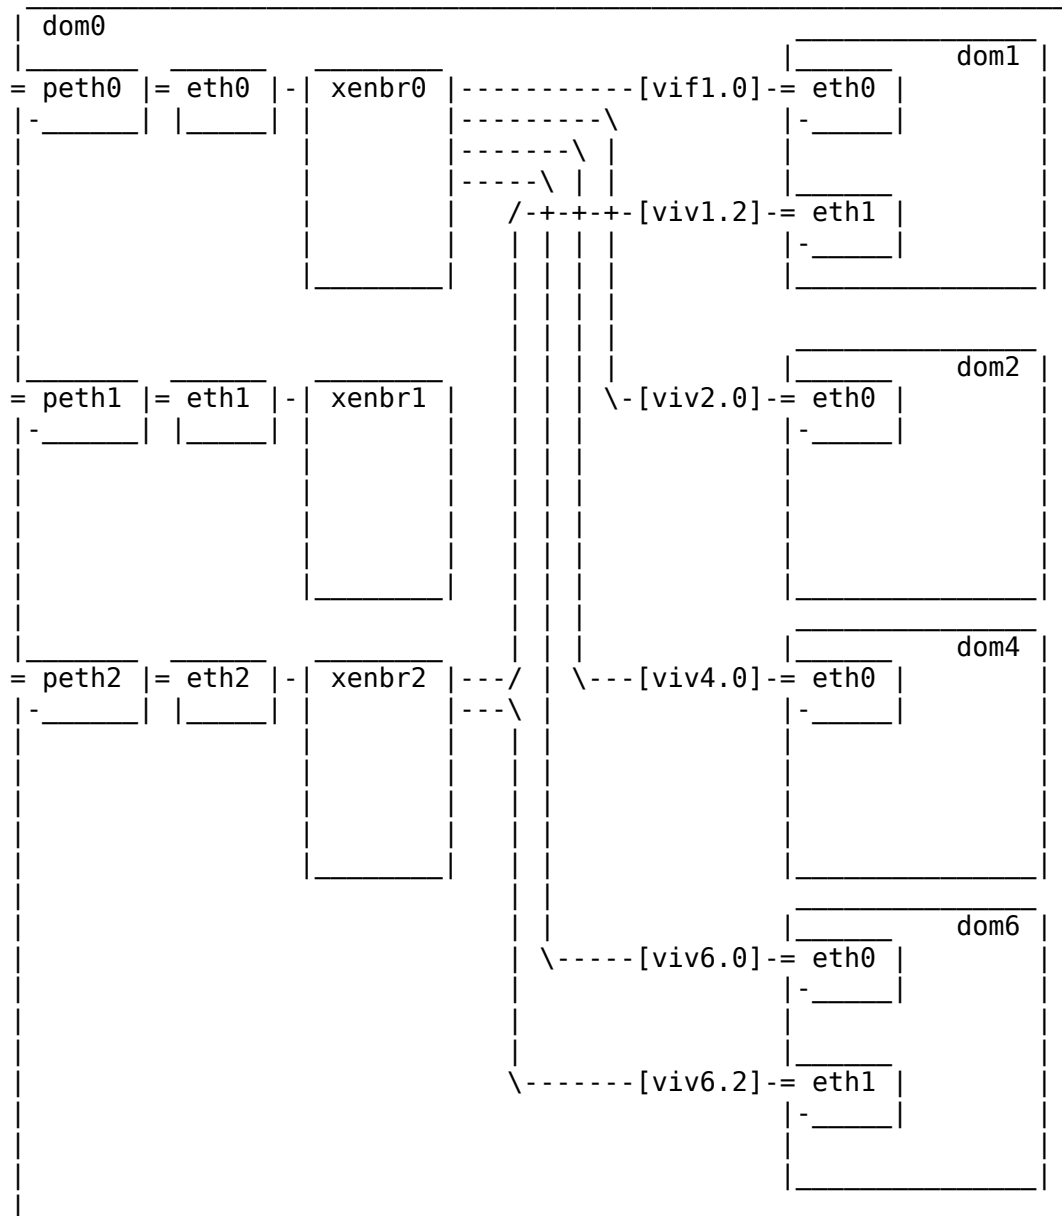 dom0
dom1
peth0 eth0 xenbr0 [vif1.0] eth0
[viv1.2] eth1
dom2
peth1 eth1 xenbr1 [viv2.0] eth0
dom4
peth2 eth2 xenbr2 [viv4.0] eth0
dom6
[viv6.0] eth0
[viv6.2] eth1